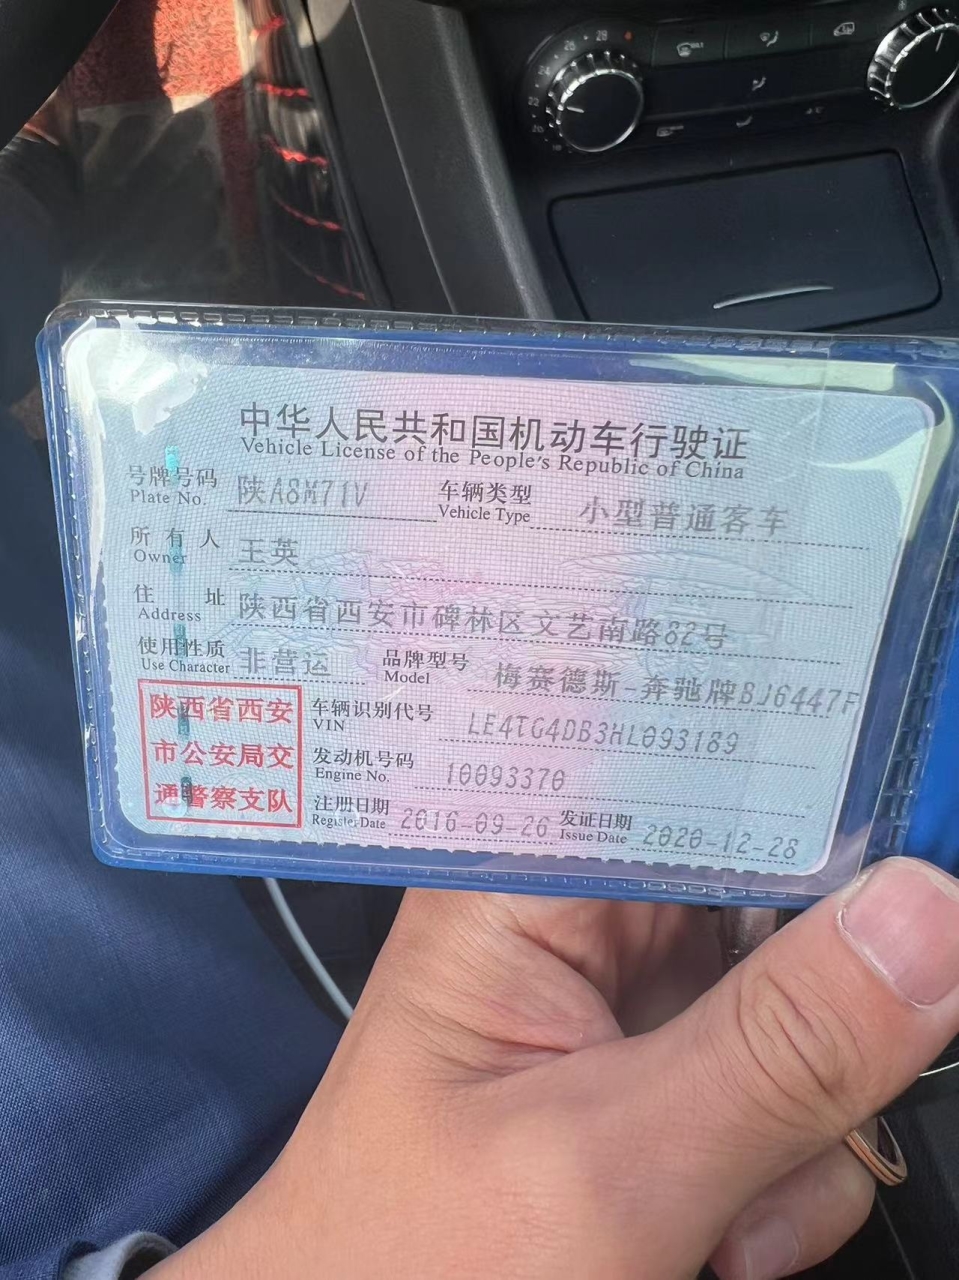 中华人民共和国机动车行驶证
Vehicle License of the People's Republic of China
号牌号码 陕A8M71V 车辆类型 小型普通客车
Plate No. Vehicle Type
所有人 王英
Owner
住址 陕西省西安市碑林区文艺南路82号
Address
使用性质 非营运 品牌型号 梅赛德斯-奔驰牌BJ6447F
Use Character Model
陕西省西安
市公安局交
通警察支队
车辆识别代号 LE4TG4DB3HL093189
VIN
发动机号码 10093370
Engine No.
注册日期 2016-09-26 发证日期 2020-12-28
Register Date Issue Date